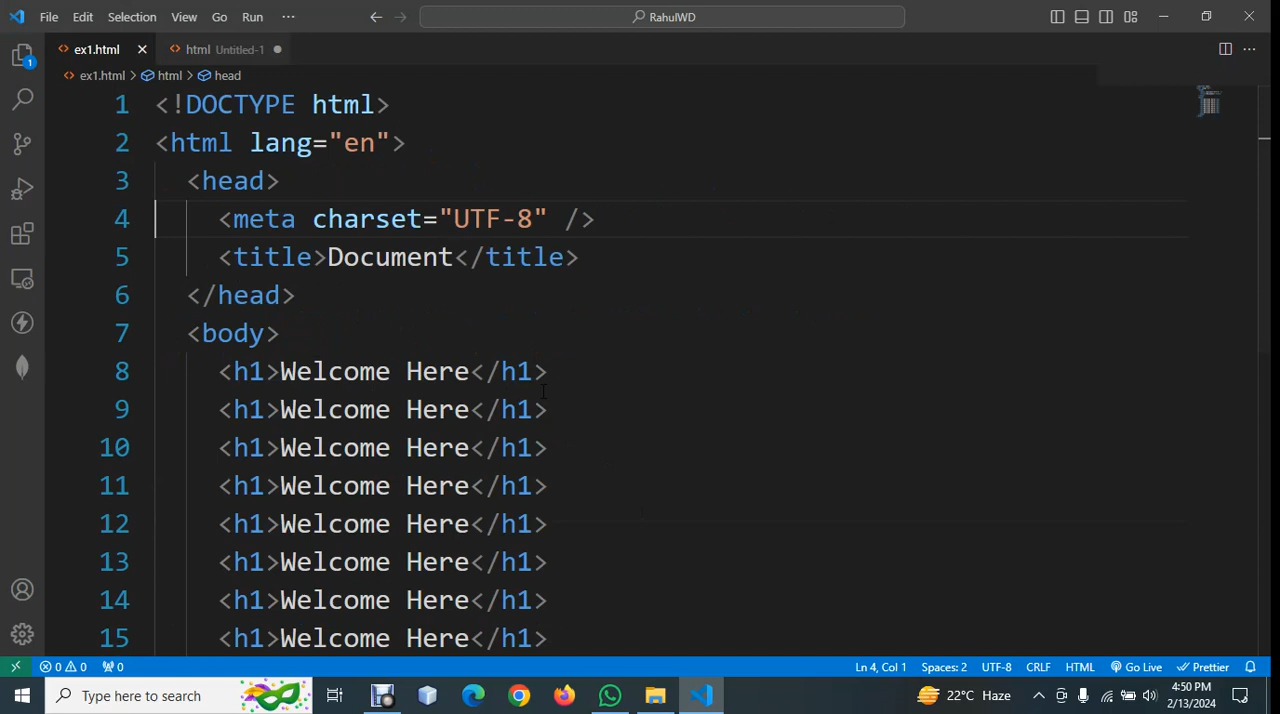 File Edit Selection View Go Run ··· RahulWD
ex1.html html Untitled-1
ex1.html > html > head
1 <!DOCTYPE html>
2 <html lang="en">
3 <head>
4 <meta charset="UTF-8" />
5 <title>Document</title>
6 </head>
7 <body>
8 <h1>Welcome Here</h1>
9 <h1>Welcome Here</h1>
10 <h1>Welcome Here</h1>
11 <h1>Welcome Here</h1>
12 <h1>Welcome Here</h1>
13 <h1>Welcome Here</h1>
14 <h1>Welcome Here</h1>
15 <h1>Welcome Here</h1>
1
0 0 0 Ln 4, Col 1 Spaces: 2 UTF-8 CRLF HTML Go Live Prettier
Type here to search 22°C Haze 4:50 PM
2/13/2024